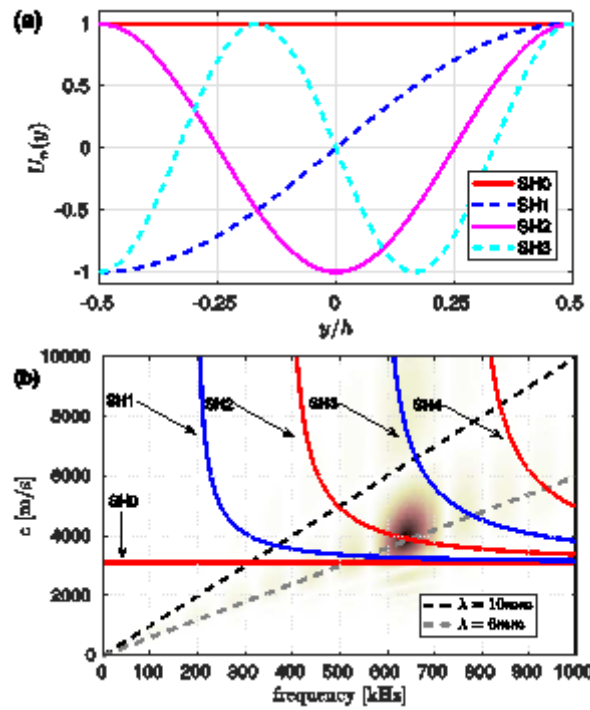 (a)
1
0.5
0
-0.5
-1
U_n(y)
SH0
SH1
SH2
SH3
-0.5
-0.25
0
0.25
0.5
y/h
(b)
10000
8000
6000
4000
2000
0
c [m/s]
SH1
SH2
SH3
SH4
SH0
λ = 10mm
λ = 6mm
0
100
200
300
400
500
600
700
800
900
1000
frequency [kHz]